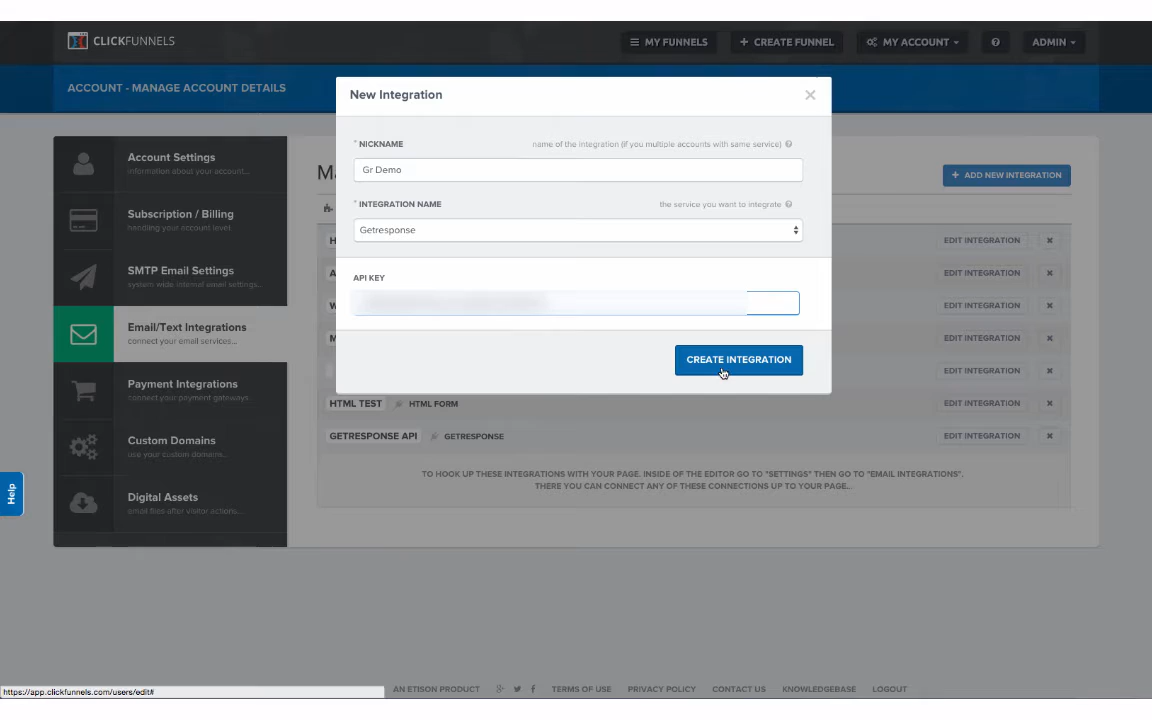 CLICKFUNNELS
MY FUNNELS
+ CREATE FUNNEL
MY ACCOUNT
ADMIN
ACCOUNT - MANAGE ACCOUNT DETAILS
New Integration
* NICKNAME
name of the integration (if you multiple accounts with same service)
Gr Demo
* INTEGRATION NAME
the service you want to integrate
Getresponse
API KEY
CREATE INTEGRATION
Account Settings
information about your account...
Subscription / Billing
handling your account level
SMTP Email Settings
system wide internal email settings...
Email/Text Integrations
connect your email services...
Payment Integrations
connect your payment gateways
Custom Domains
use your custom domains...
Digital Assets
email files after visitor actions...
+ ADD NEW INTEGRATION
EDIT INTEGRATION
EDIT INTEGRATION
EDIT INTEGRATION
EDIT INTEGRATION
EDIT INTEGRATION
HTML TEST HTML FORM EDIT INTEGRATION
GETRESPONSE API GETRESPONSE EDIT INTEGRATION
TO HOOK UP THESE INTEGRATIONS WITH YOUR PAGE. INSIDE OF THE EDITOR GO TO "SETTINGS" THEN GO TO "EMAIL INTEGRATIONS".
THERE YOU CAN CONNECT ANY OF THESE CONNECTIONS UP TO YOUR PAGE...
Help
https://app.clickfunnels.com/users/edit#
AN ETISON PRODUCT
TERMS OF USE
PRIVACY POLICY
CONTACT US
KNOWLEDGEBASE
LOGOUT